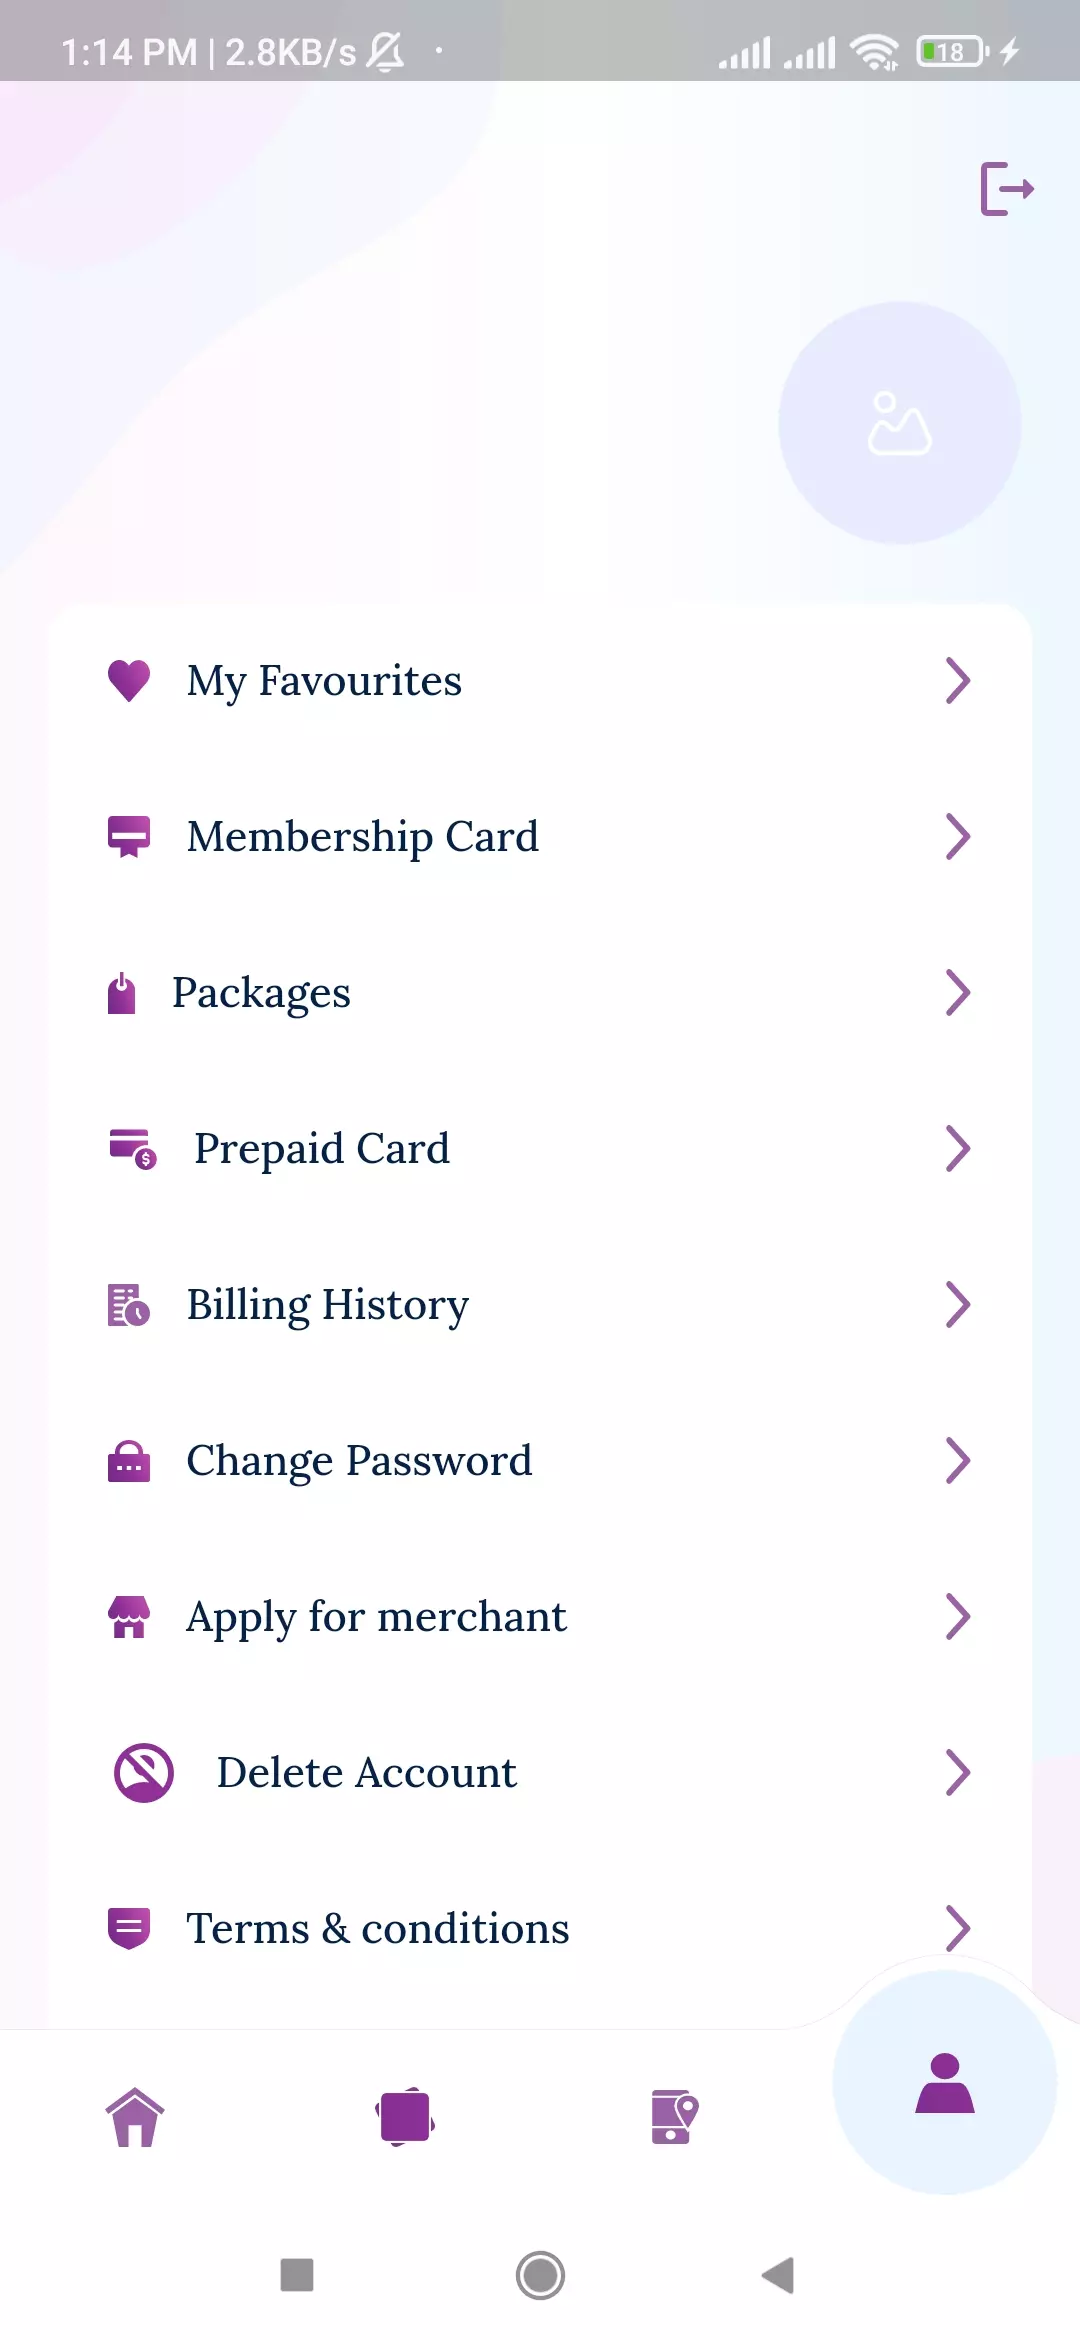 1:14 PM | 2.8KB/s
18
My Favourites
Membership Card
Packages
Prepaid Card
Billing History
Change Password
Apply for merchant
Delete Account
Terms & conditions